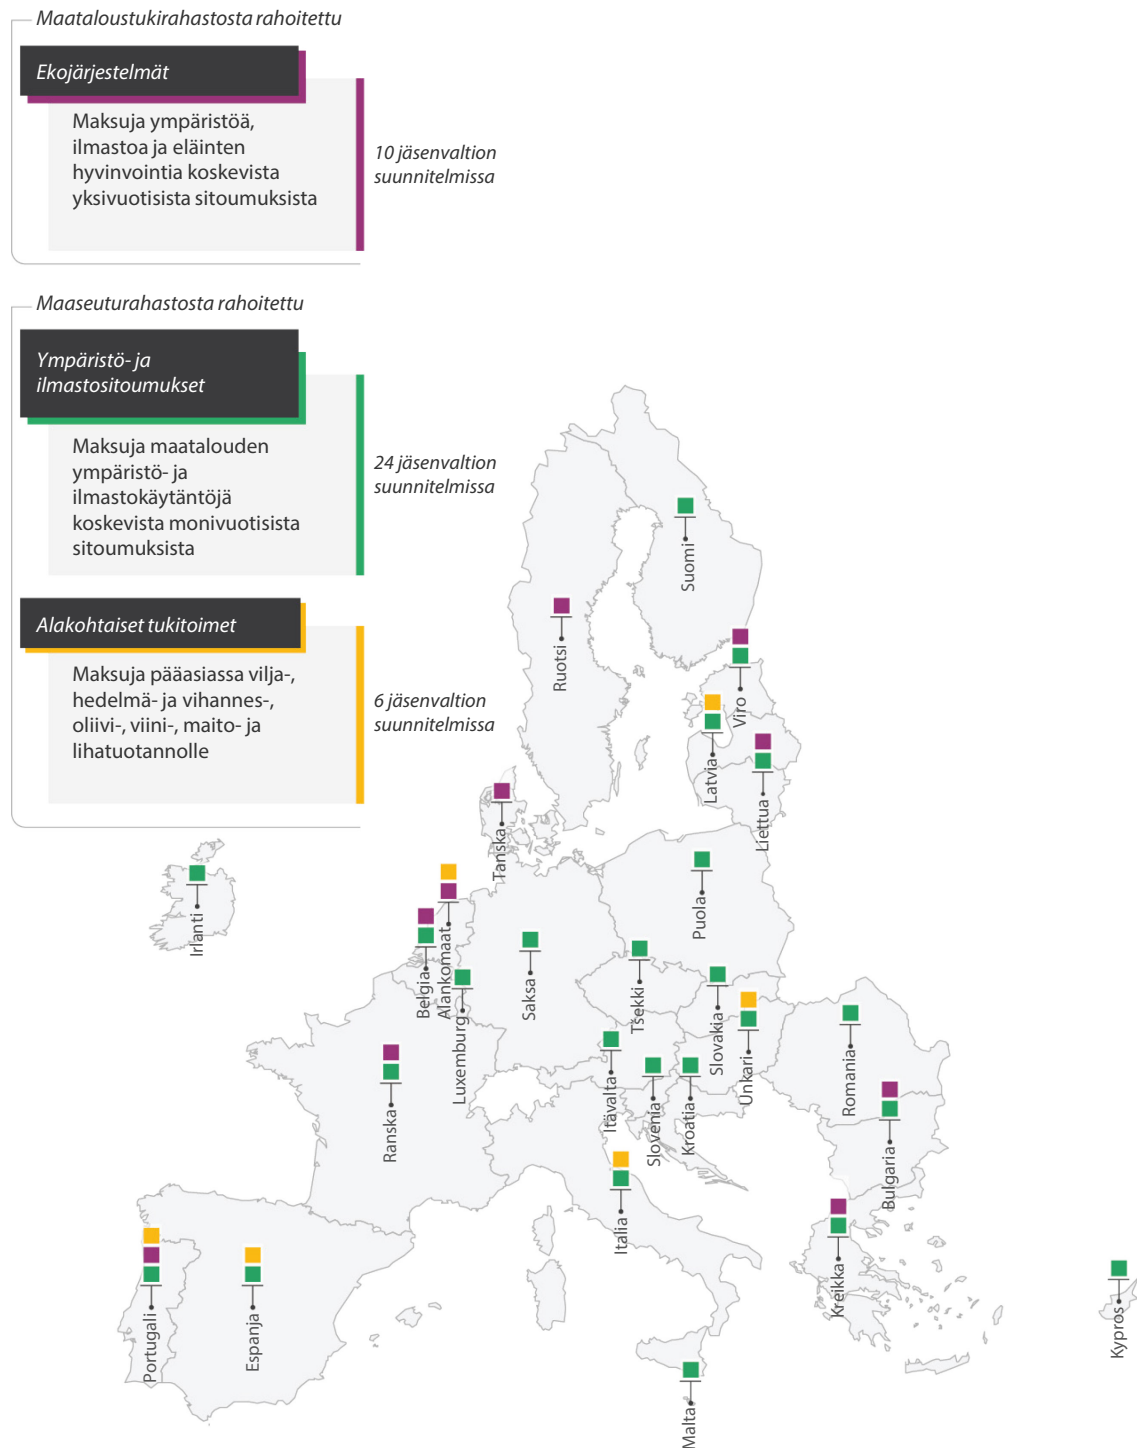 Maataloustukirahastosta rahoitettu
Ekojärjestelmät
Maksuja ympäristöä,
ilmastoa ja eläinten
hyvinvointia koskevista
yksivuotisista sitoumuksista
10 jäsenvaltion
suunnitelmissa
Maaseuturahastosta rahoitettu
Ympäristö- ja
ilmastositoumukset
Maksuja maatalouden
ympäristö- ja
ilmastokäytäntöjä
koskevista monivuotisista
sitoumuksista
24 jäsenvaltion
suunnitelmissa
Alakohtaiset tukitoimet
Maksuja pääasiassa vilja-,
hedelmä- ja vihannes-,
oliivi-, viini-, maito- ja
lihatuotannolle
6 jäsenvaltion
suunnitelmissa
Suomi
Ruotsi
Viro
Latvia
Liettua
Tanska
Irlanti
Alankomaat
Belgia
Luxemburg
Saksa
Puola
Tšekki
Slovakia
Unkari
Romania
Ranska
Itävalta
Slovenia
Kroatia
Bulgaria
Italia
Kreikka
Portugali
Espanja
Malta
Kypros